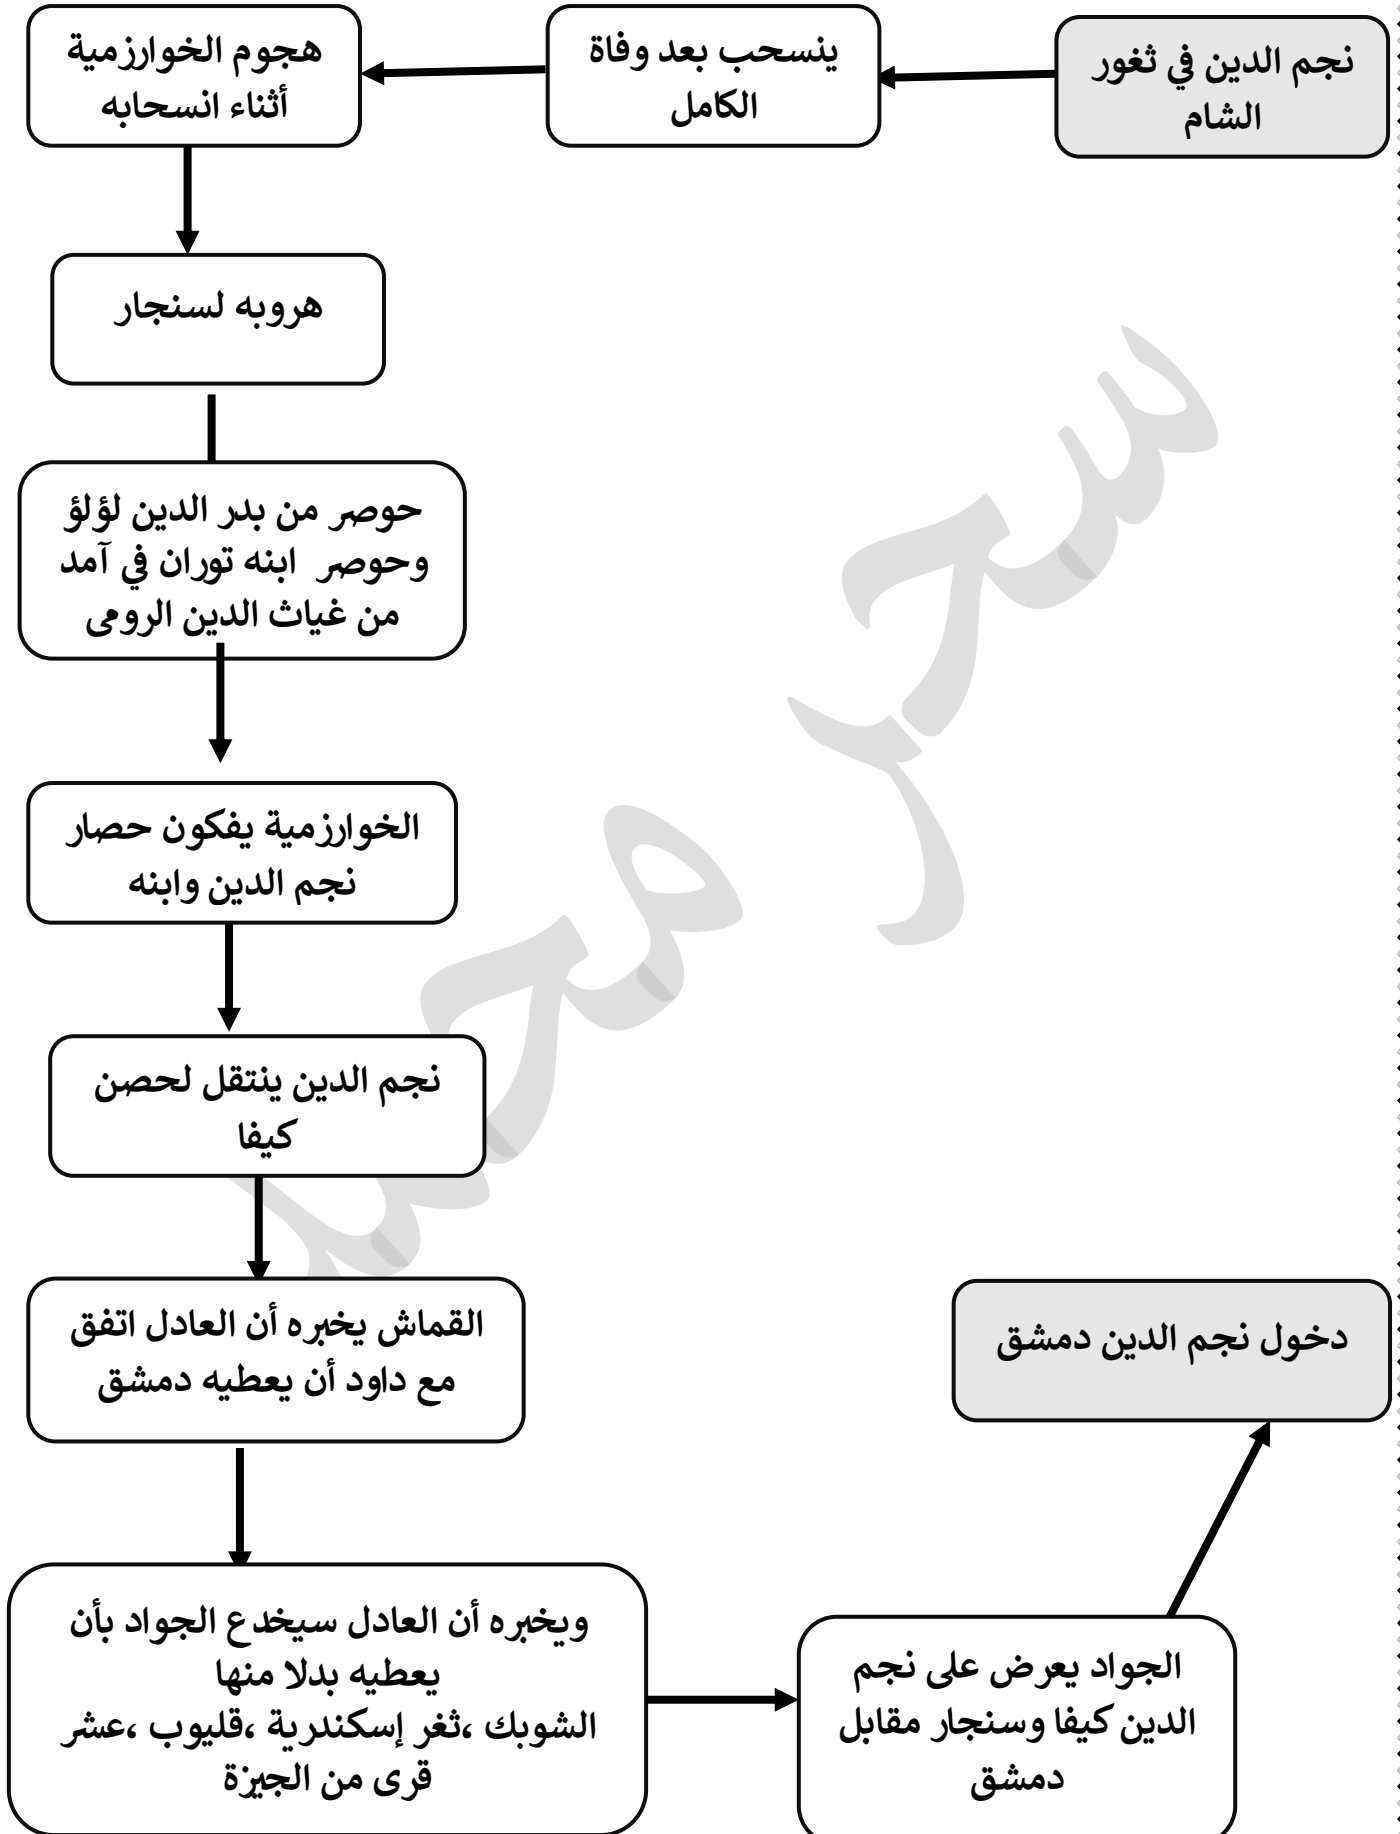 نجم الدين في ثغور
الشام
ينسحب بعد وفاة
الكامل
هجوم الخوارزمية
أثناء انسحابه
هروبه لسنجار
حوصر من بدر الدين لؤلؤ
وحوصر ابنه توران في آمد
من غياث الدين الرومى
الخوارزمية يفكون حصار
نجم الدين وابنه
نجم الدين ينتقل لحصن
كيفا
القماش يخبره أن العادل اتفق
مع داود أن يعطيه دمشق
ويخبره أن العادل سيخدع الجواد بأن
يعطيه بدلا منها
الشوبك ،ثغر إسكندرية ،قليوب ،عشر
قرى من الجيزة
الجواد يعرض على نجم
الدين كيفا وسنجار مقابل
دمشق
دخول نجم الدين دمشق
سحر